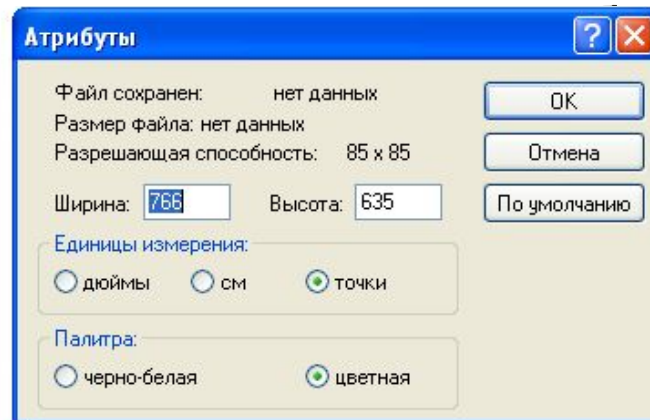 Атрибуты
Файл сохранен: нет данных
Размер файла: нет данных
Разрешающая способность: 85 x 85
Ширина: 766 Высота: 635
Единицы измерения:
дюймы см точки
Палитра:
черно-белая цветная
OK
Отмена
По умолчанию